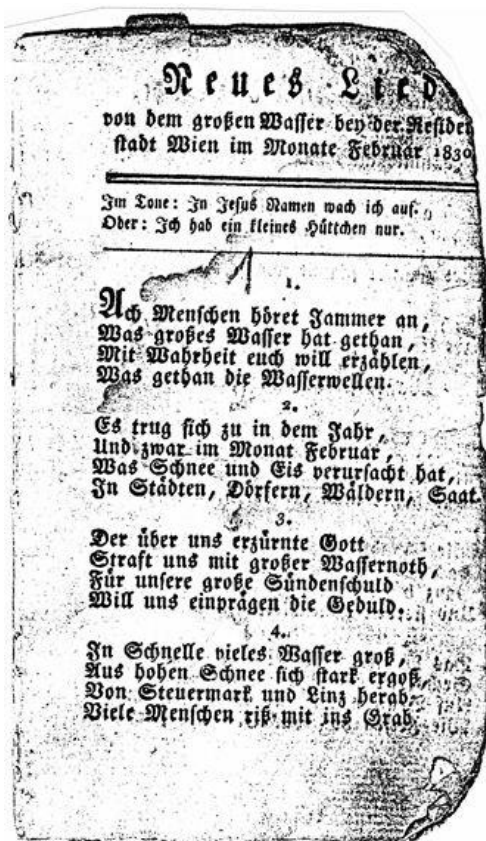 Neues Lied
von dem großen Wasser bey der Residen
stadt Wien im Monate Februar 1830
Im Tone: In Jesus Namen wach ich auf.
Oder: Ich hab ein kleines Hüttchen nur.
1.
Ach Menschen höret Jammer an,
Was großes Wasser hat gethan,
Mit Wahrheit euch will erzählen,
Was gethan die Wasserwellen.
2.
Es trug sich zu in dem Jahr,
Und zwar im Monat Februar,
Was Schnee und Eis verursacht hat,
In Städten, Dörfern, Wäldern, Saat.
3.
Der über uns erzürnte Gott
Straft uns mit großer Wassernoth,
Für unsere große Sündenschuld
Will uns einprägen die Geduld.
4.
In Schnelle vieles Wasser groß,
Aus hohen Schnee sich stark ergoß,
Von Steuermark und Linz herab
Viele Menschen riß mit ins Grab.